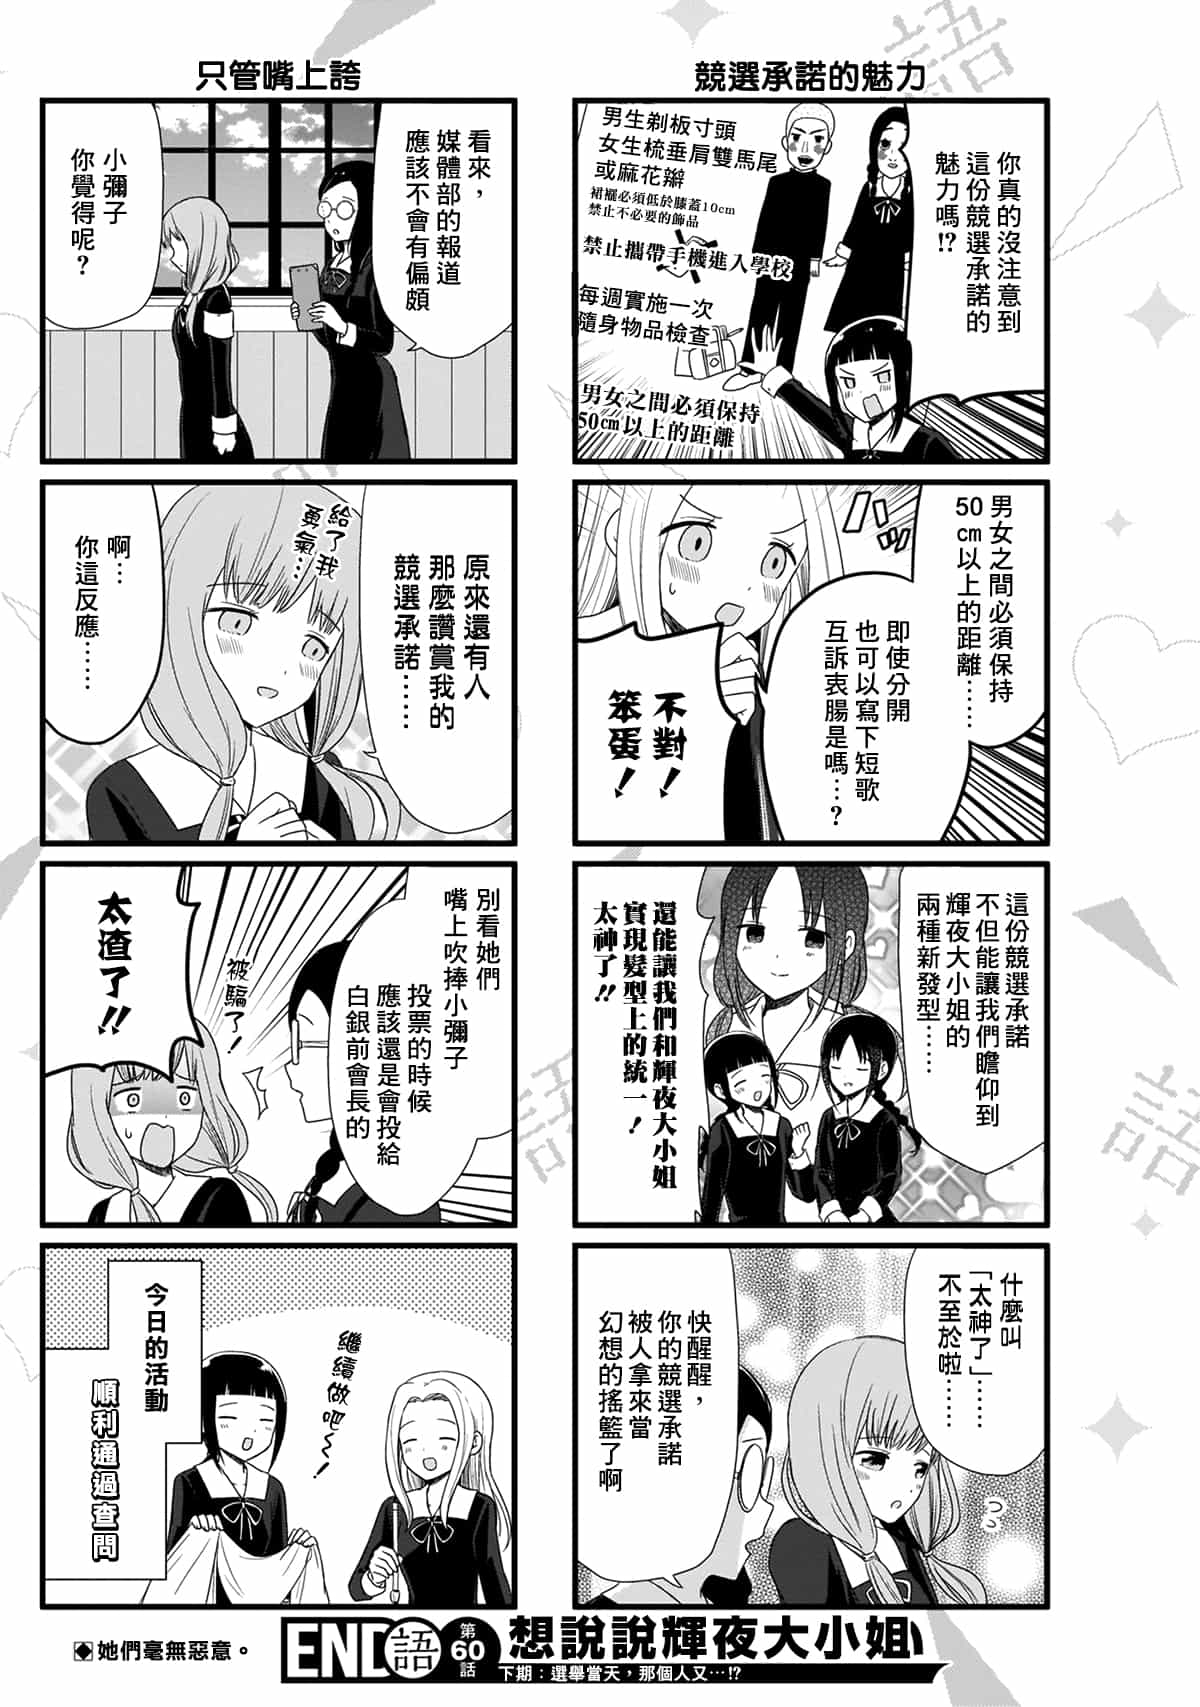 競選承諾的魅力
你真的沒注意到
這份競選承諾的
魅力嗎!?
男生剃板寸頭
女生梳垂肩雙馬尾
或麻花辮
裙襬必須低於膝蓋10cm
禁止不必要的飾品
禁止攜帶手機進入學校
每週實施一次
隨身物品檢查
男女之間必須保持
50cm以上的距離
男女之間必須保持
50cm以上的距離……
即使分開
也可以寫下短歌
互訴衷腸是嗎…?
不對!
笨蛋!
這份競選承諾
不但能讓我們瞻仰到
輝夜大小姐的
兩種新髮型……
還能讓我們和輝夜大小姐
實現髮型上的統一!
太神了!!
什麼叫
「太神了」……
不至於啦……
快醒醒,
你的競選承諾
被人拿來當
幻想的搖籃了啊
只管嘴上誇
看來,
媒體部的報道
應該不會有偏頗
小彌子
你覺得呢?
原來還有人
那麼讚賞我的
競選承諾……
給了我
勇氣…
啊…
你這反應……
別看她們
嘴上吹捧小彌子
投票的時候
應該還是會投給
白銀前會長的
被騙了!
太渣了!!
繼續做吧~~!
今日的活動
順利通過查問
她們毫無惡意。
END
語
第60話
想說說輝夜大小姐
下期:選舉當天,那個人又…!?
語
語
語